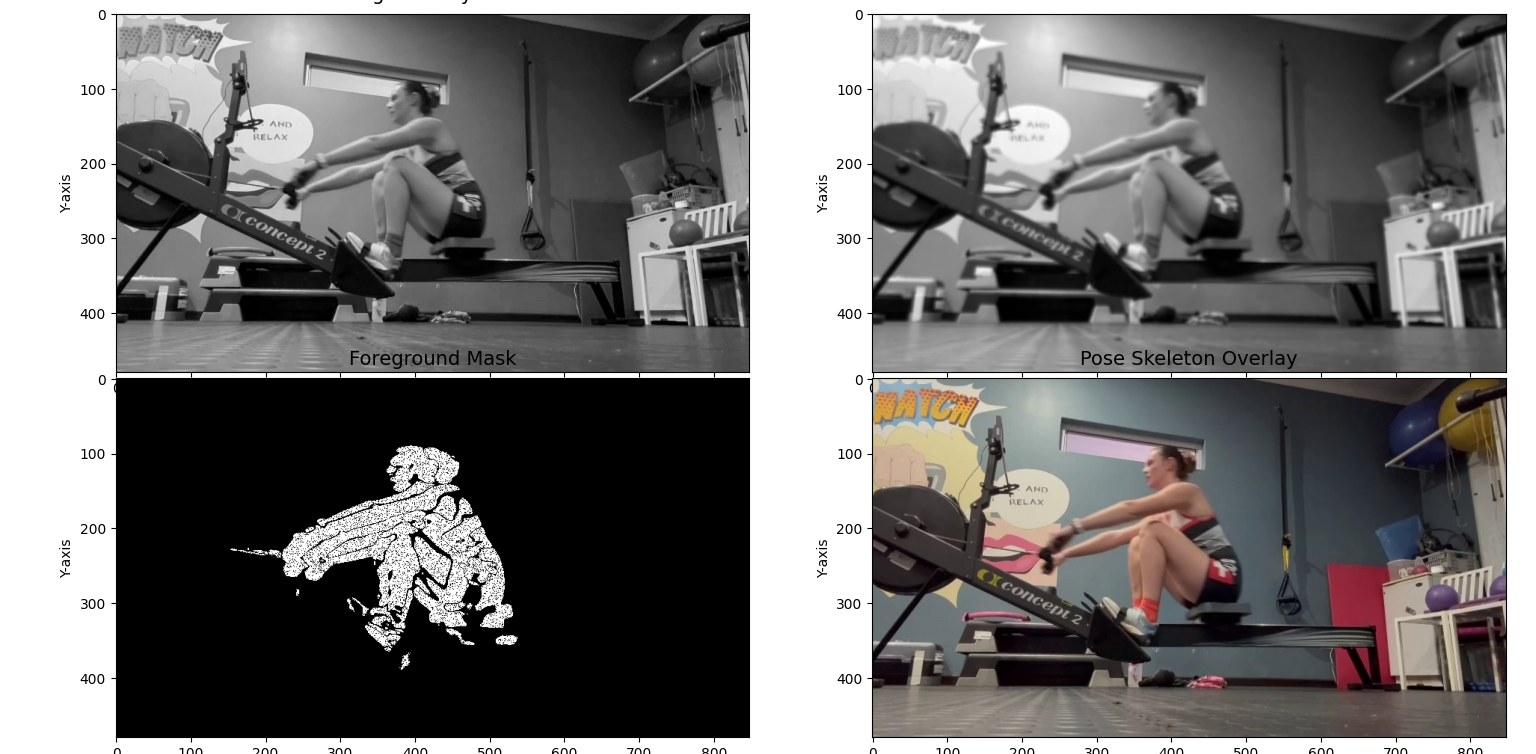 0
100
200
300
400
Y-axis
WATCH
AND
RELAX
concept 2
0
100
200
300
400
Y-axis
WATCH
AND
RELAX
concept 2
Foreground Mask
0
100
200
300
400
Y-axis
0
100
200
300
400
500
600
700
800
Pose Skeleton Overlay
0
100
200
300
400
Y-axis
WATCH
AND
RELAX
concept 2
0
100
200
300
400
500
600
700
800